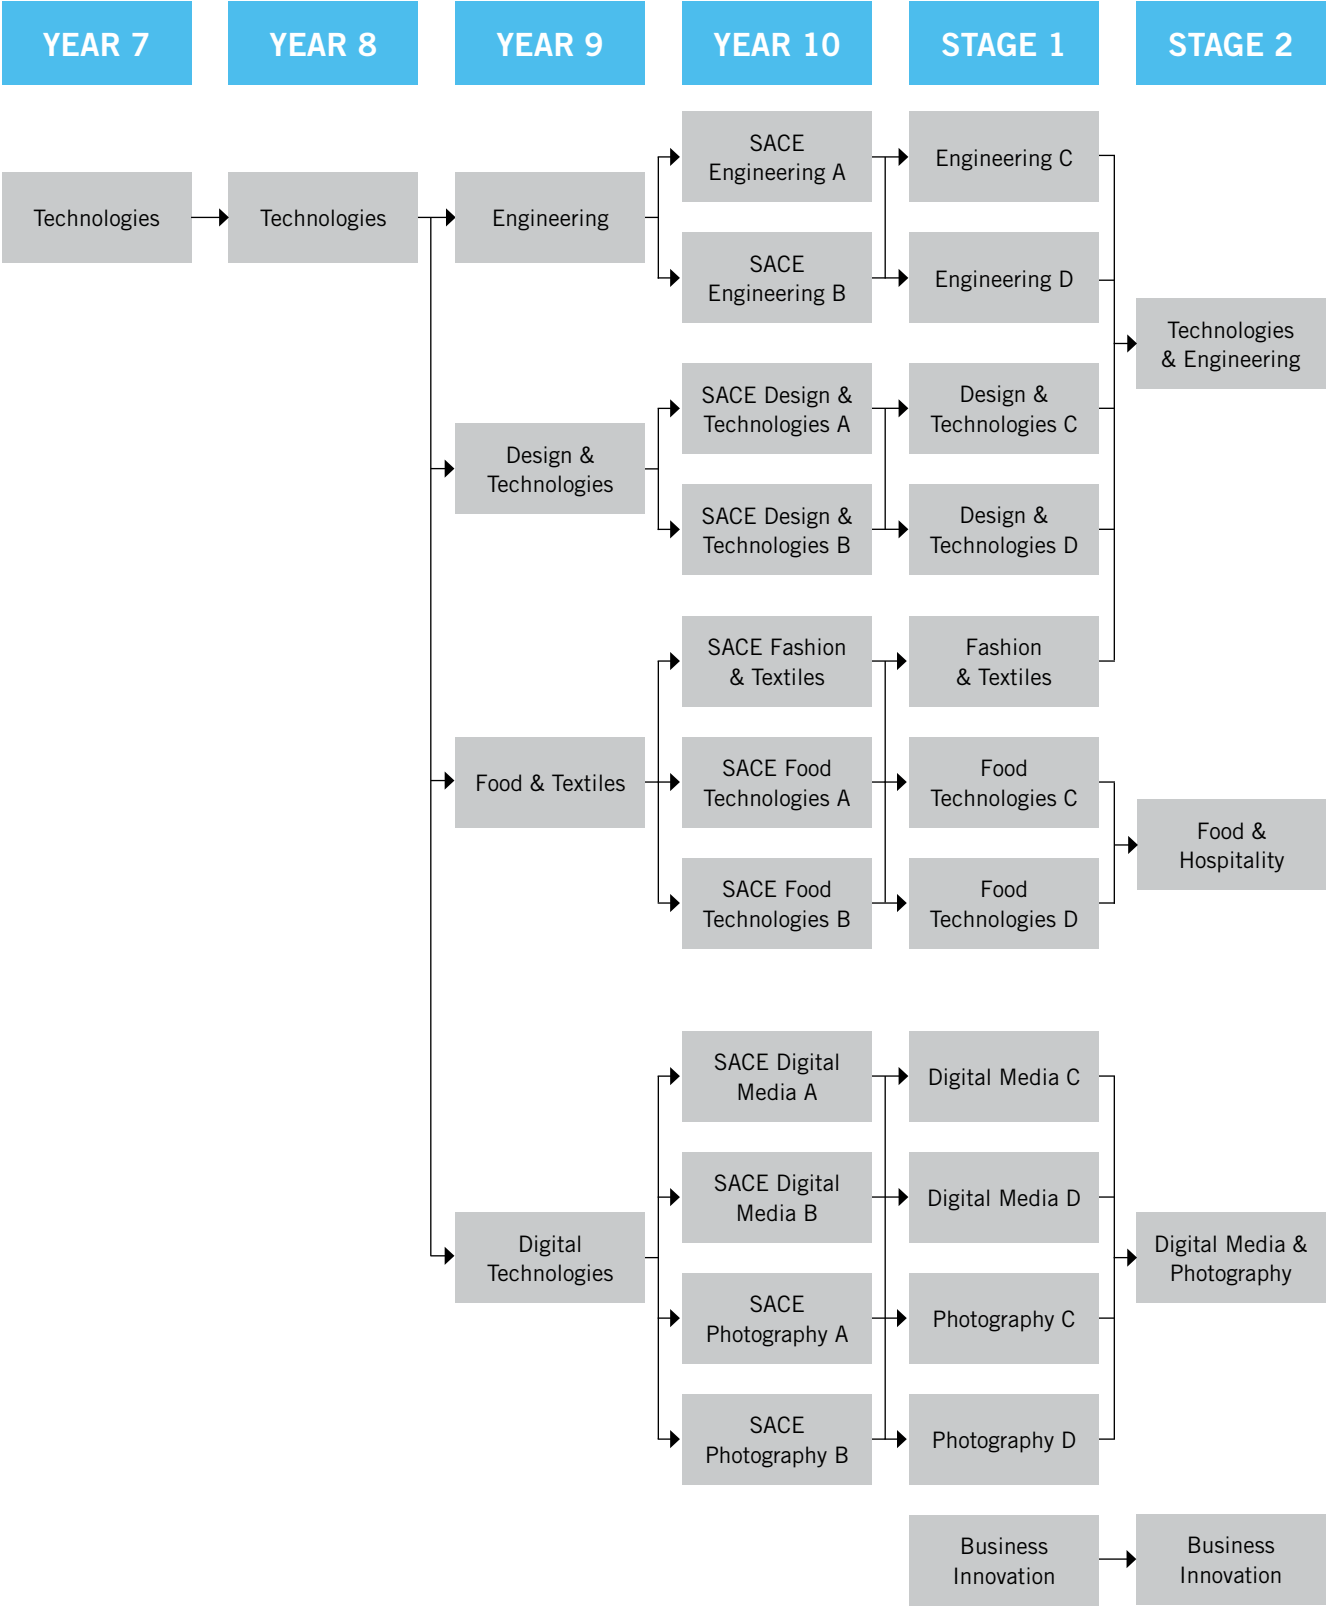 YEAR 7
YEAR 8
YEAR 9
YEAR 10
STAGE 1
STAGE 2
Technologies
Technologies
Engineering
SACE
Engineering A
Engineering C
SACE
Engineering B
Engineering D
Technologies
& Engineering
Design &
Technologies
SACE Design &
Technologies A
Design &
Technologies C
SACE Design &
Technologies B
Design &
Technologies D
Food & Textiles
SACE Fashion
& Textiles
Fashion
& Textiles
SACE Food
Technologies A
Food
Technologies C
SACE Food
Technologies B
Food
Technologies D
Food &
Hospitality
Digital
Technologies
SACE Digital
Media A
Digital Media C
SACE Digital
Media B
Digital Media D
SACE
Photography A
Photography C
SACE
Photography B
Photography D
Digital Media &
Photography
Business
Innovation
Business
Innovation